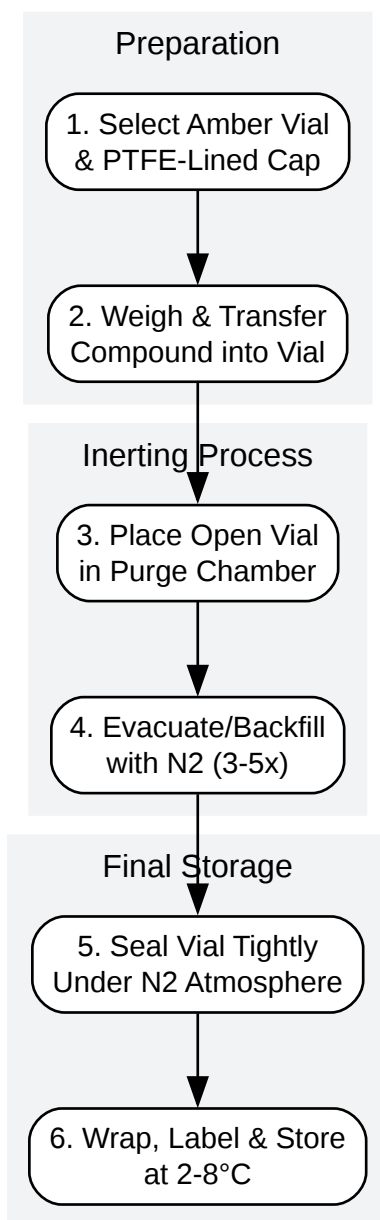 Preparation
1. Select Amber Vial
& PTFE-Lined Cap
2. Weigh & Transfer
Compound into Vial
Inerting Process
3. Place Open Vial
in Purge Chamber
4. Evacuate/Backfill
with N2 (3-5x)
Final Storage
5. Seal Vial Tightly
Under N2 Atmosphere
6. Wrap, Label & Store
at 2-8°C